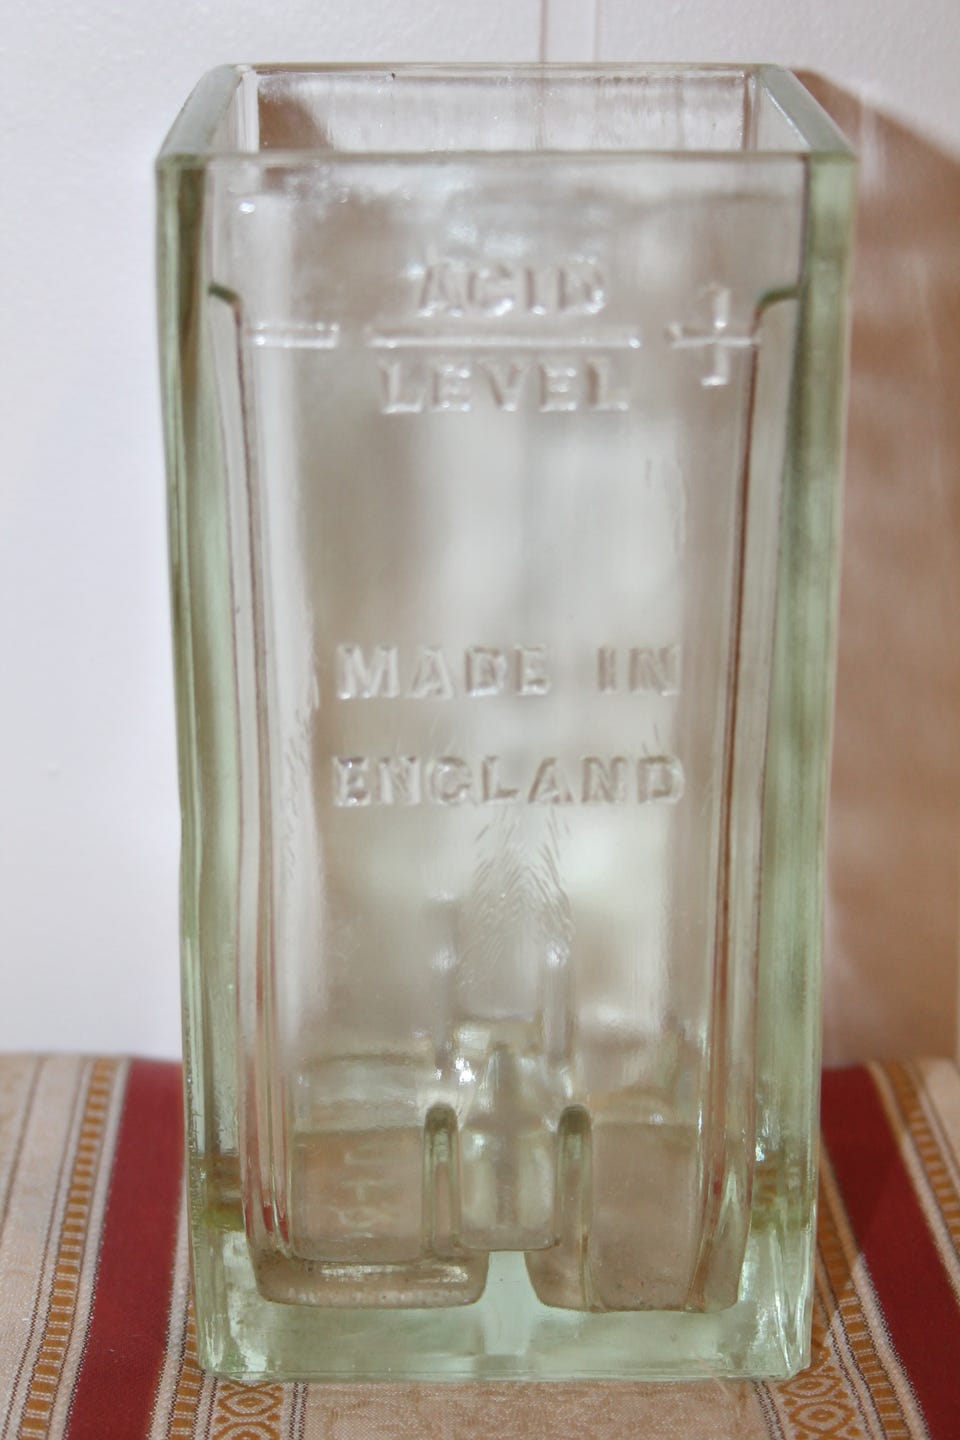 ACID
— +
LEVEL
MADE IN
ENGLAND